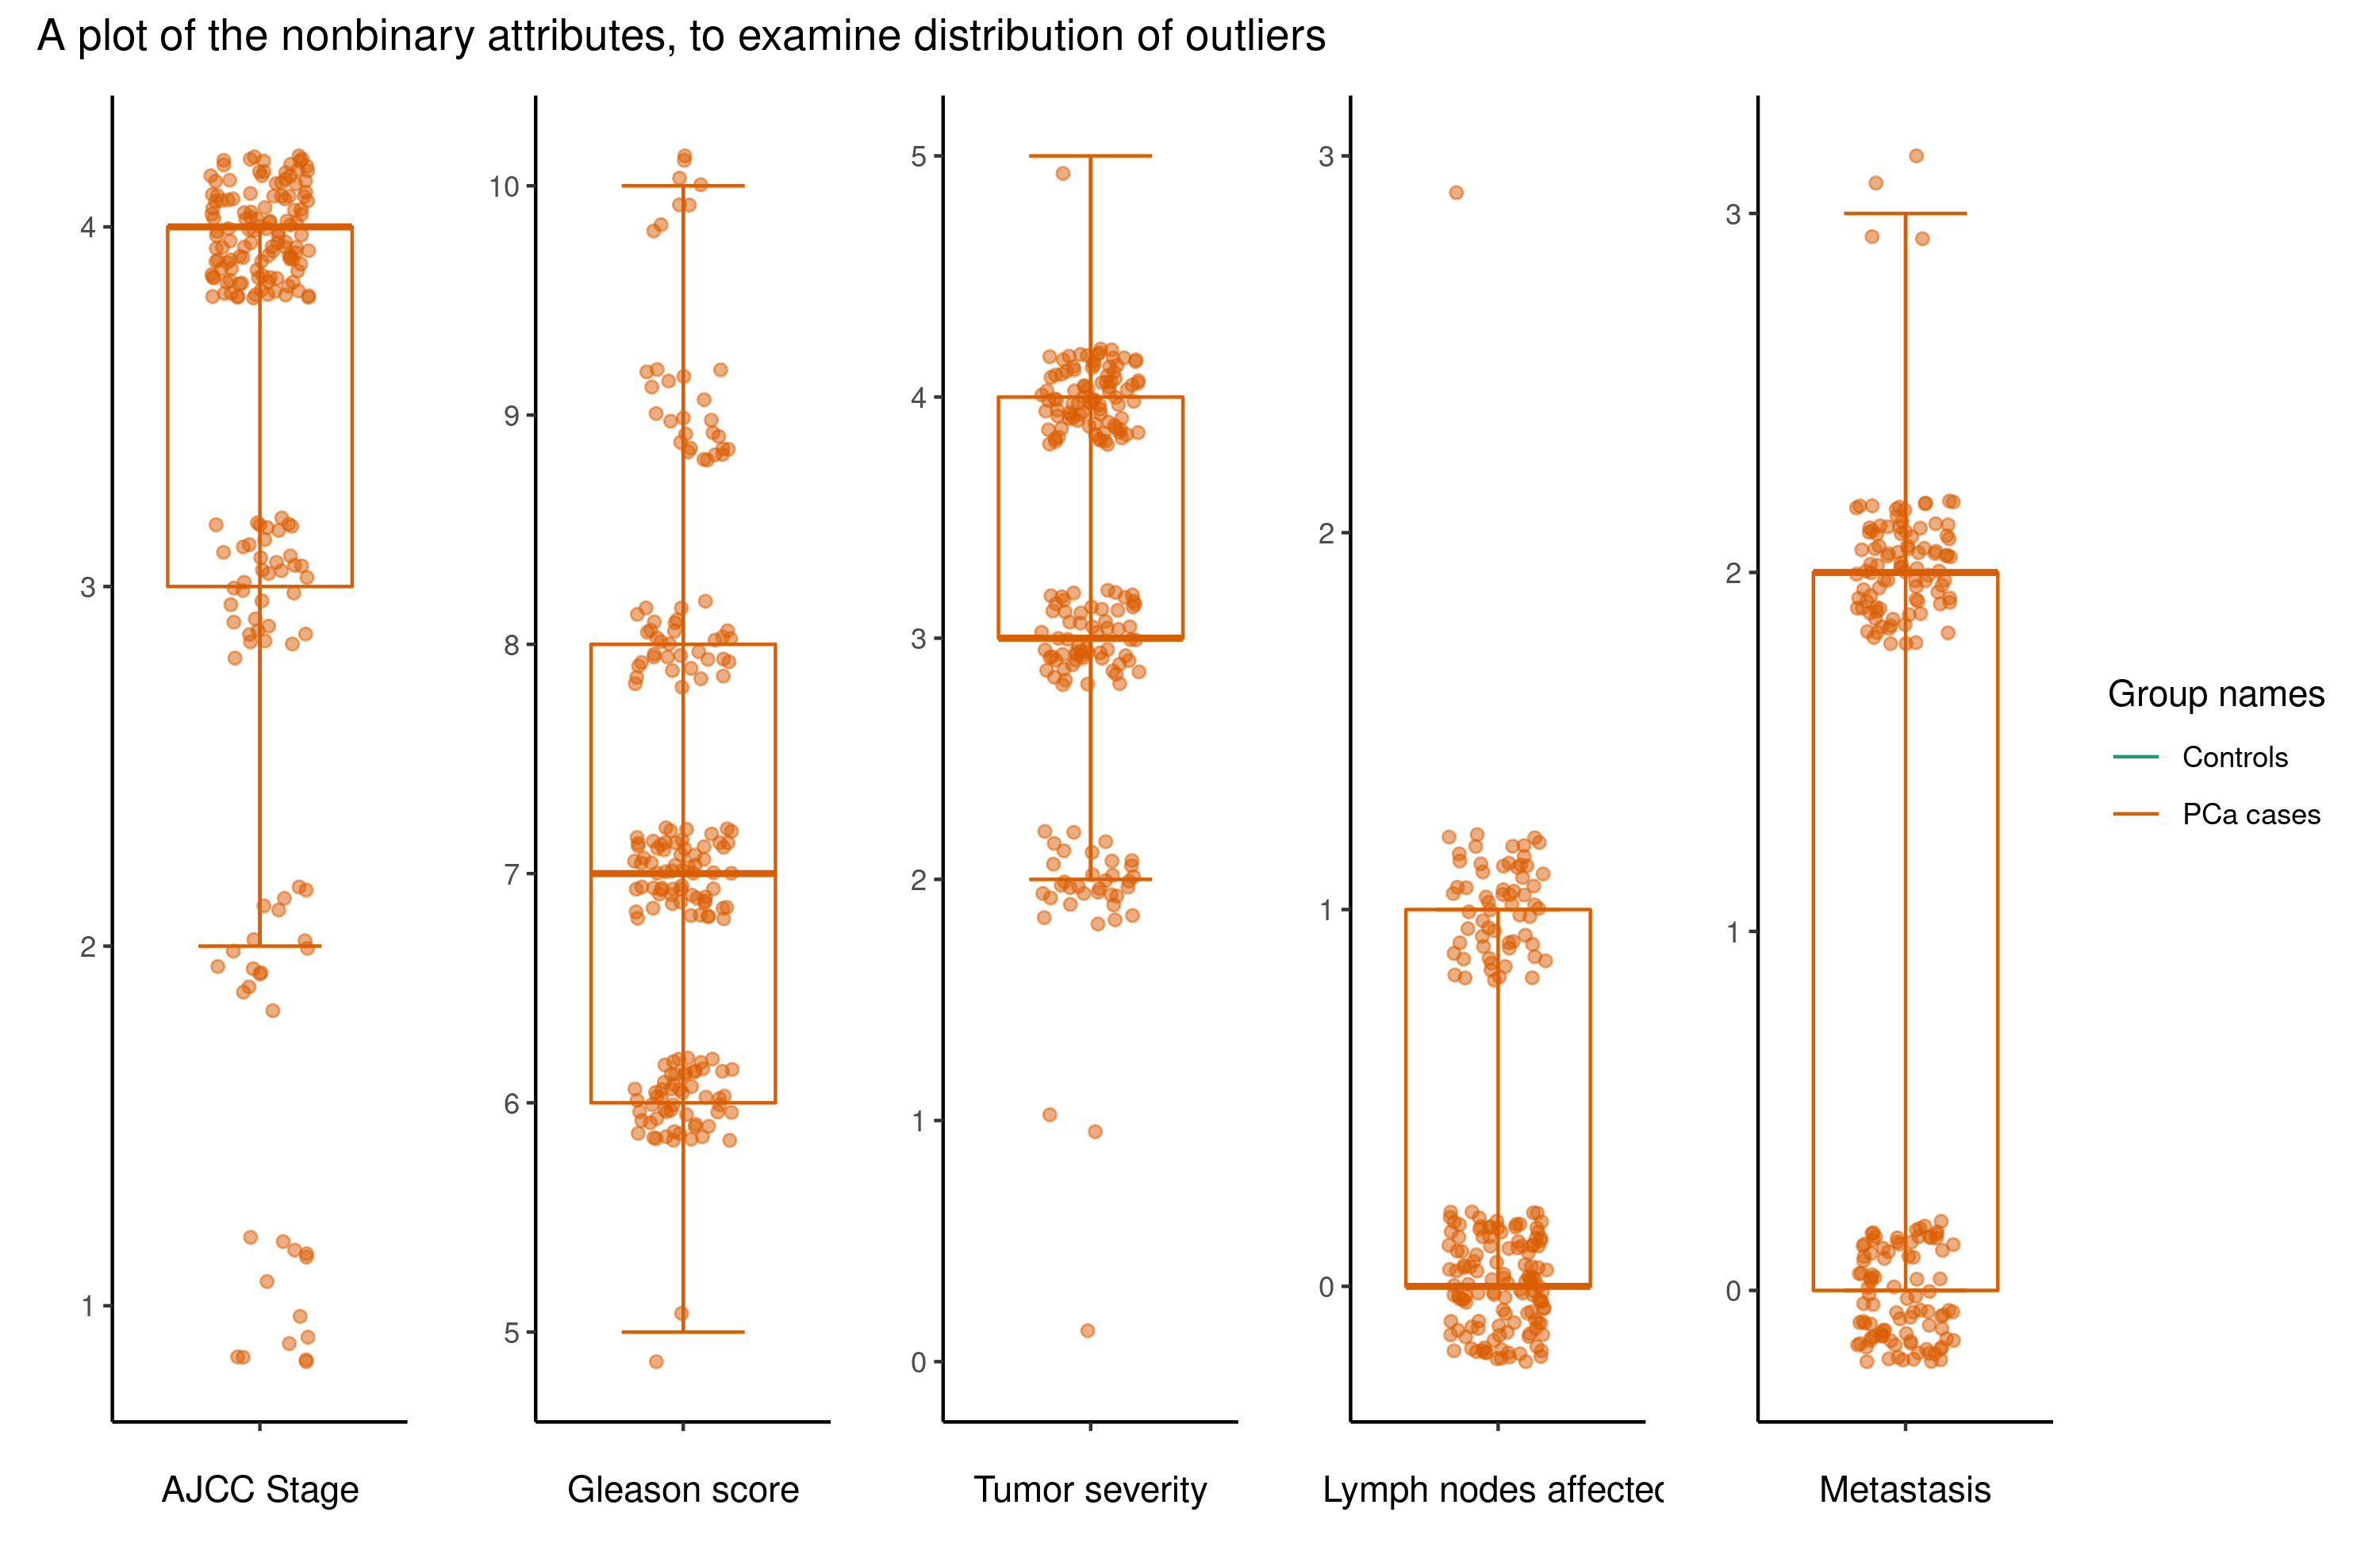 A plot of the nonbinary attributes, to examine distribution of outliers
4
3
2
1
AJCC Stage
10
9
8
7
6
5
Gleason score
5
4
3
2
1
0
Tumor severity
3
2
1
0
Lymph nodes affected
3
2
1
0
Metastasis
Group names
Controls
PCa cases